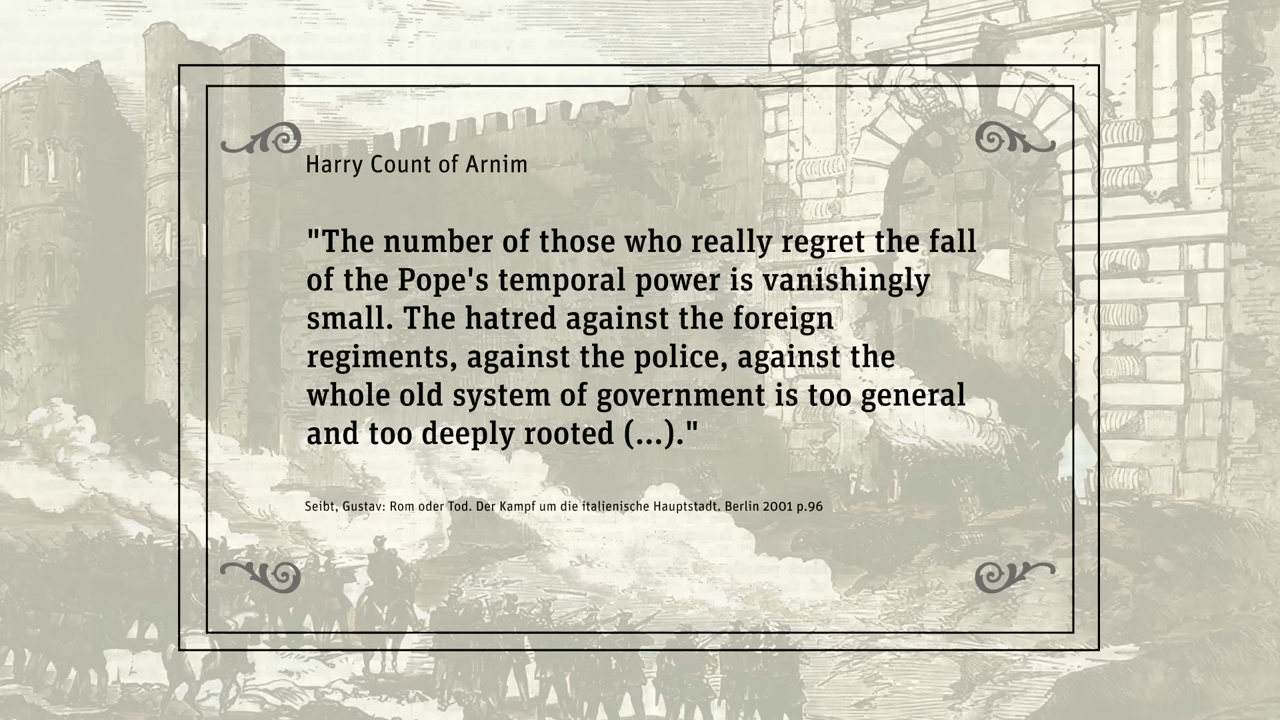 Harry Count of Arnim
"The number of those who really regret the fall
of the Pope's temporal power is vanishingly
small. The hatred against the foreign
regiments, against the police, against the
whole old system of government is too general
and too deeply rooted (...)."
Seibt, Gustav: Rom oder Tod. Der Kampf um die italienische Hauptstadt. Berlin 2001 p.96